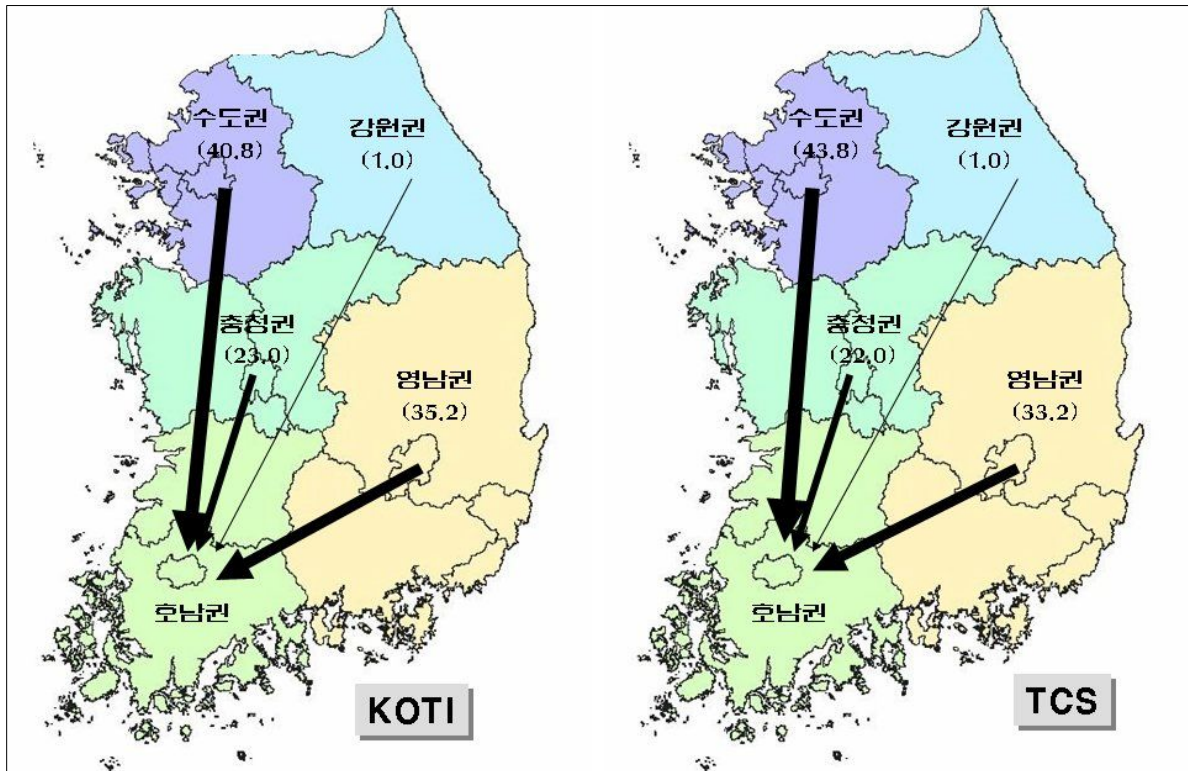 수도권
(40.8)
강원권
(1.0)
충청권
(23.0)
영남권
(35.2)
호남권
KOTI
수도권
(43.8)
강원권
(1.0)
충청권
(22.0)
영남권
(33.2)
호남권
TCS